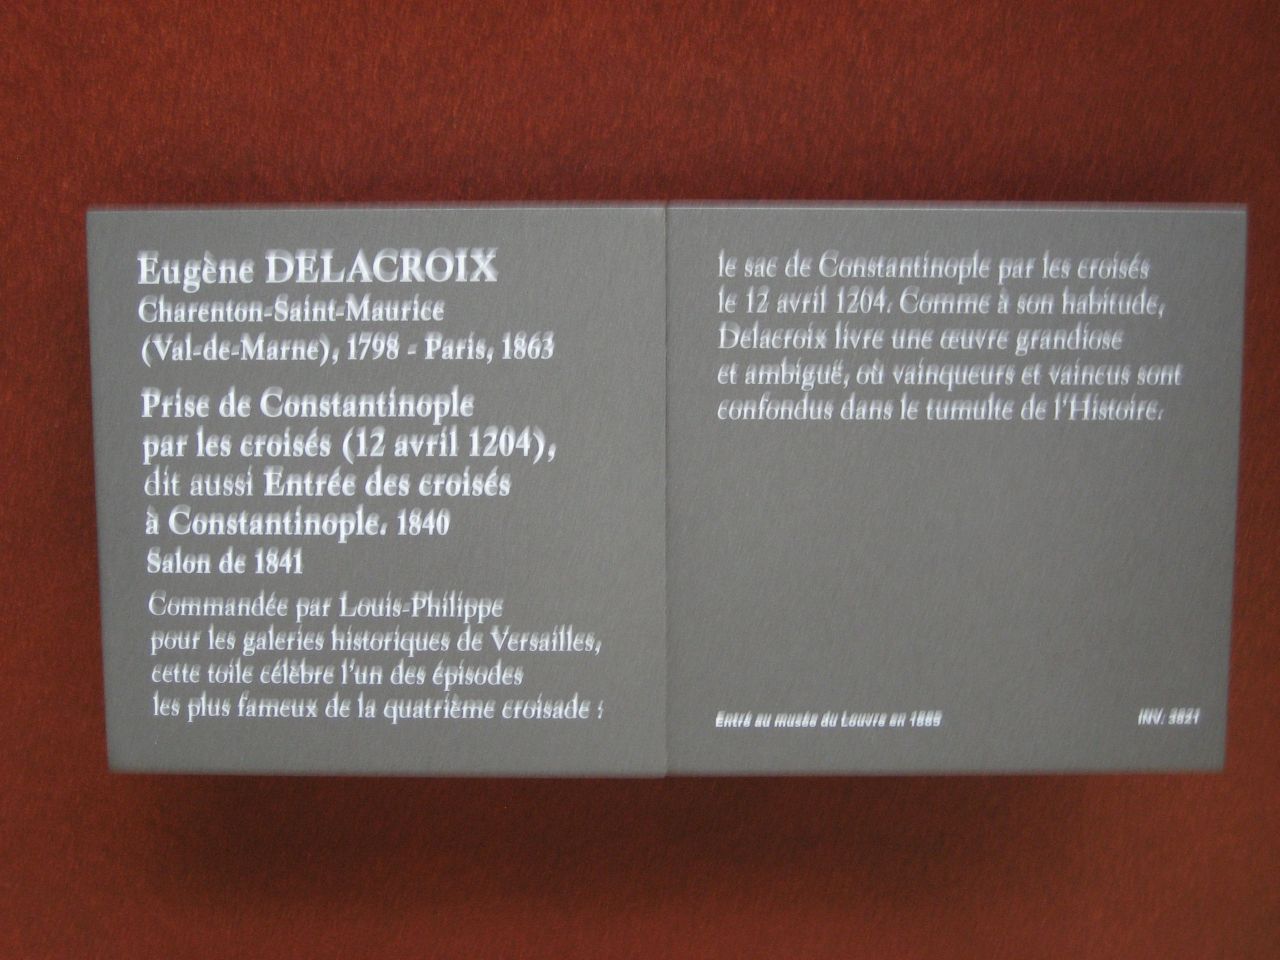 Eugène DELACROIX
Charenton-Saint-Maurice
(Val-de-Marne), 1798 - Paris, 1863
Prise de Constantinople
par les croisés (12 avril 1204),
dit aussi Entrée des croisés
à Constantinople. 1840
Salon de 1841
Commandée par Louis-Philippe
pour les galeries historiques de Versailles,
cette toile célèbre l'un des épisodes
les plus fameux de la quatrième croisade :
le sac de Constantinople par les croisés
le 12 avril 1204. Comme à son habitude,
Delacroix livre une œuvre grandiose
et ambiguë, où vainqueurs et vaincus sont
confondus dans le tumulte de l'Histoire.
Entré au musée du Louvre en 1885
INV. 3821